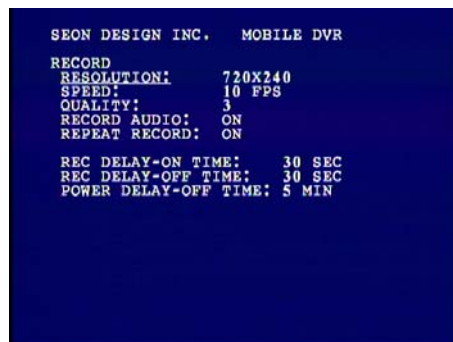 SEON DESIGN INC. MOBILE DVR
RECORD
RESOLUTION: 720X240
SPEED: 10 FPS
QUALITY: 3
RECORD AUDIO: ON
REPEAT RECORD: ON
REC DELAY-ON TIME: 30 SEC
REC DELAY-OFF TIME: 30 SEC
POWER DELAY-OFF TIME: 5 MIN